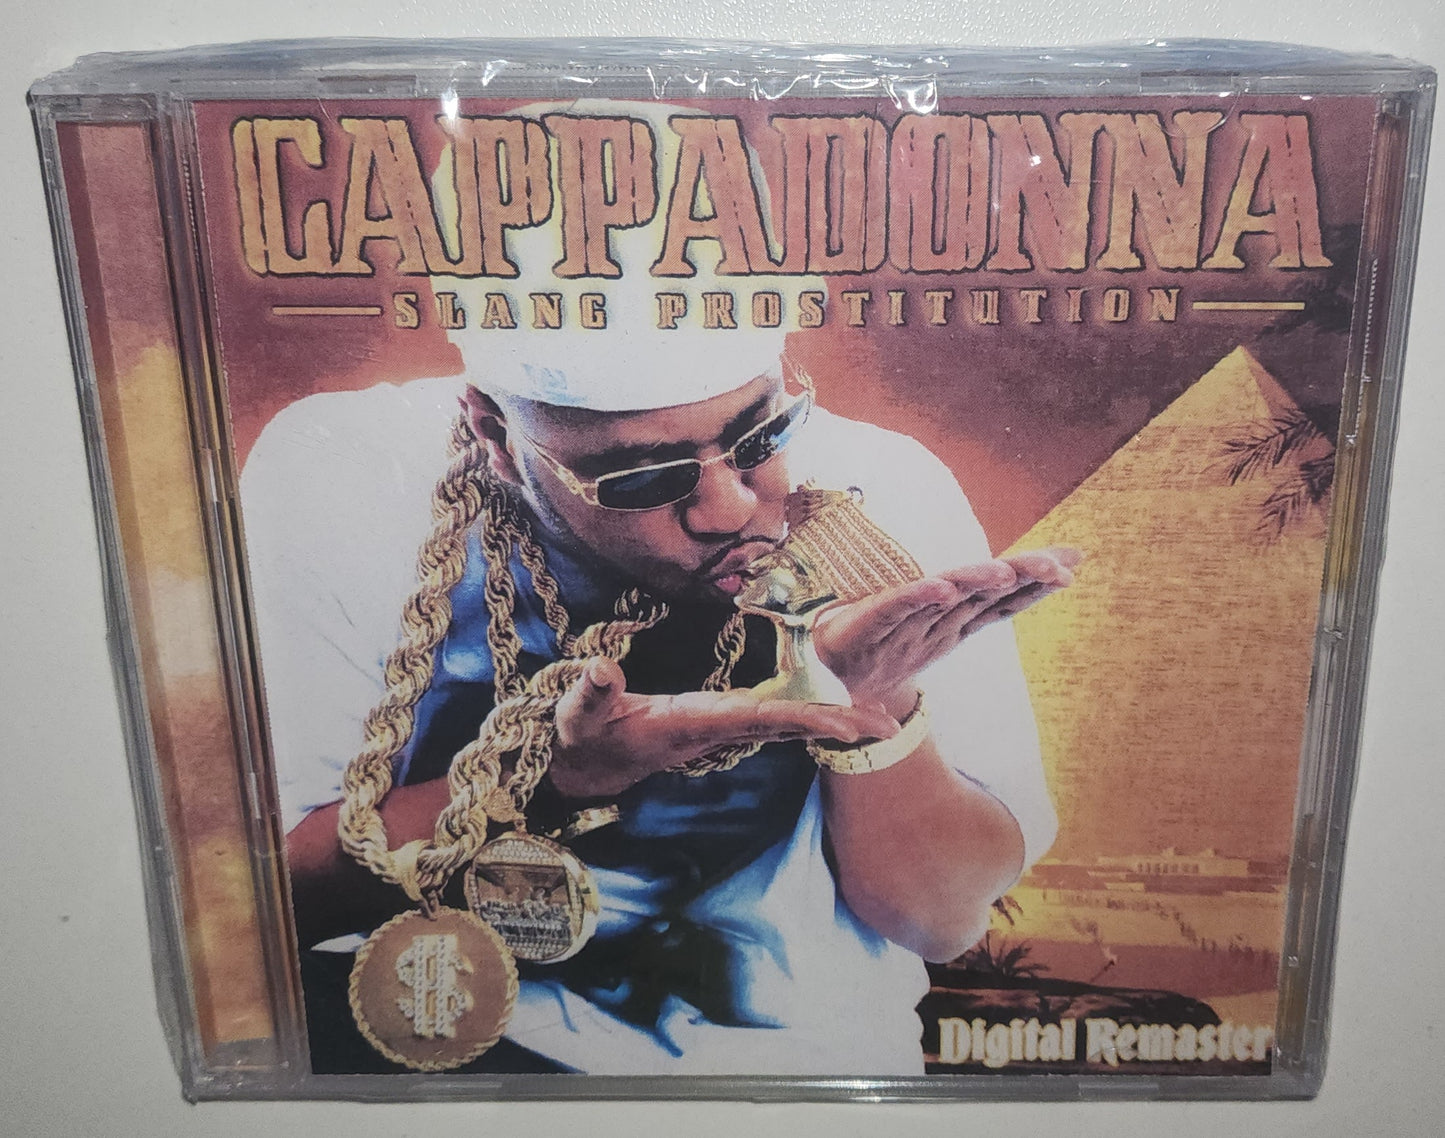 CAPPADONNA
SLANG PROSTITUTION
Digital Remaster